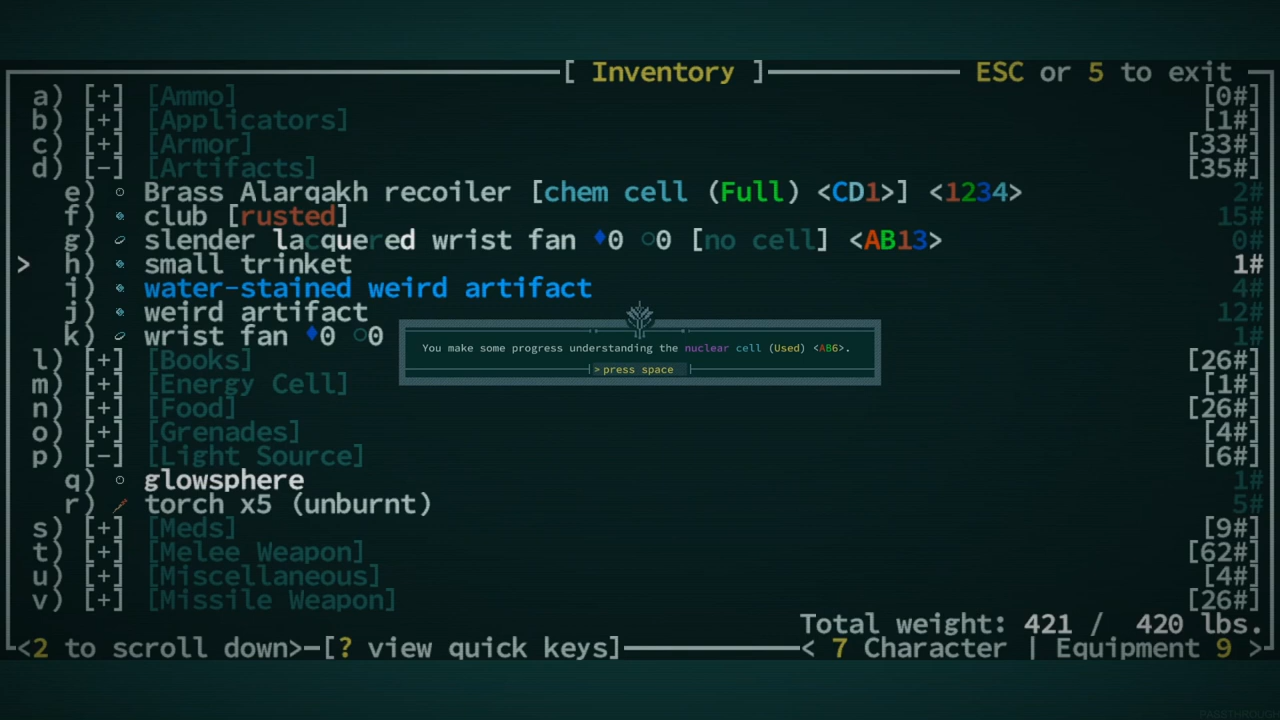 [ Inventory ] ESC or 5 to exit
a) [+] [Ammo] [0#]
b) [+] [Applicators] [1#]
c) [+] [Armor] [33#]
d) [-] [Artifacts] [35#]
e) Brass Alarqakh recoiler [chem cell (Full) <CD1>] <1234> 2#
f) club [rusted] 15#
g) slender lacquered wrist fan ♦0 ○0 [no cell] <AB13> 0#
> h) small trinket 1#
i) water-stained weird artifact 4#
j) weird artifact 12#
k) wrist fan ♦0 ○0 1#
You make some progress understanding the nuclear cell (Used) <AB6>.
> press space
l) [+] [Books] [26#]
m) [+] [Energy Cell] [1#]
n) [+] [Food] [26#]
o) [+] [Grenades] [4#]
p) [-] [Light Source] [6#]
q) glowsphere 1#
r) torch x5 (unburnt) 5#
s) [+] [Meds] [9#]
t) [+] [Melee Weapon] [62#]
u) [+] [Miscellaneous] [4#]
v) [+] [Missile Weapon] [26#]
Total weight: 421 / 420 lbs.
<2 to scroll down> [? view quick keys] < 7 Character | Equipment 9 >